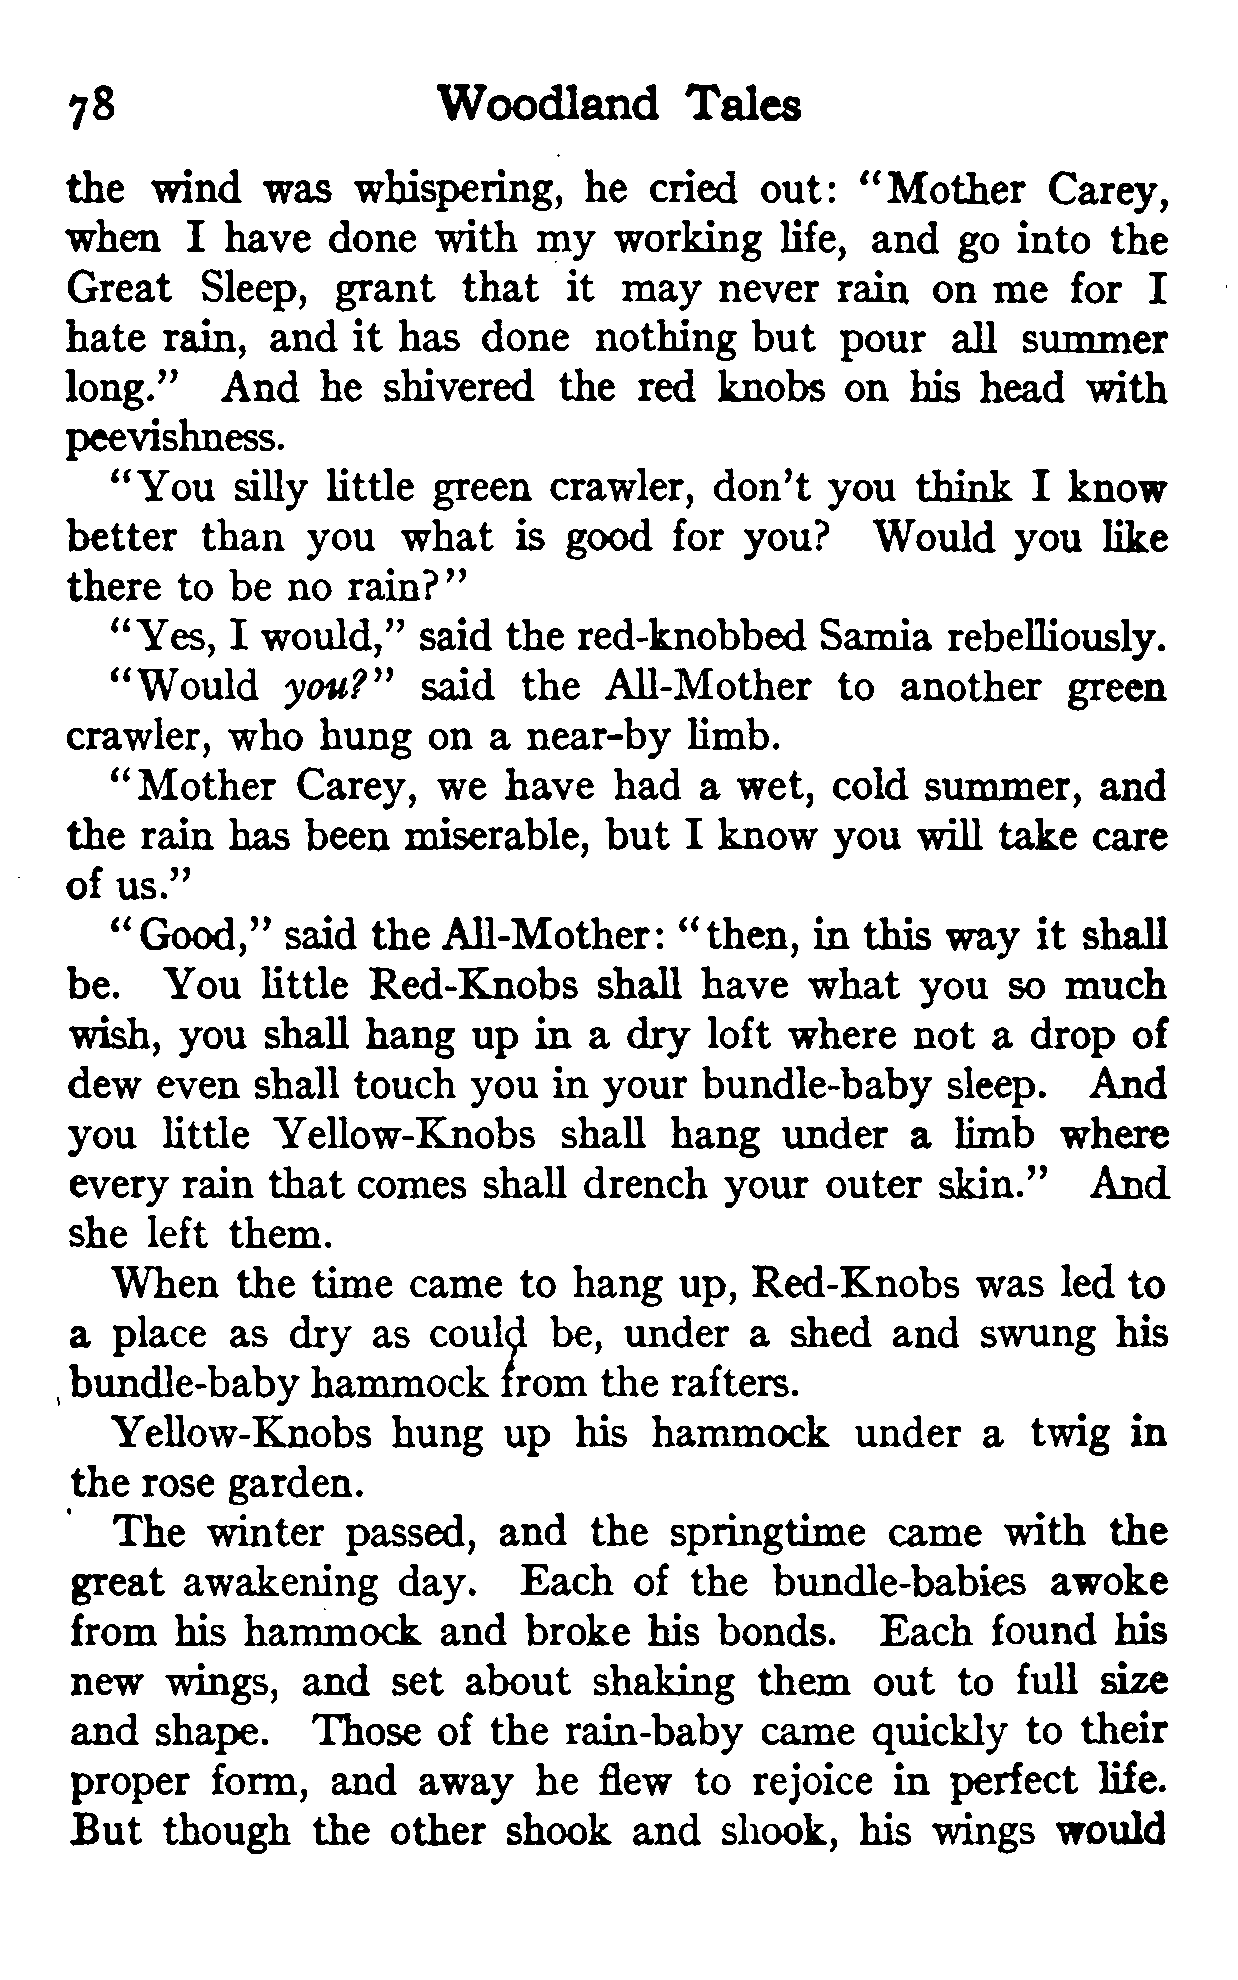 78 Woodland Tales
the wind was whispering, he cried out: "Mother Carey,
when I have done with my working life, and go into the
Great Sleep, grant that it may never rain on me for I
hate rain, and it has done nothing but pour all summer
long." And he shivered the red knobs on his head with
peevishness.
"You silly little green crawler, don't you think I know
better than you what is good for you? Would you like
there to be no rain?"
"Yes, I would," said the red-knobbed Samia rebelliously.
"Would you?" said the All-Mother to another green
crawler, who hung on a near-by limb.
"Mother Carey, we have had a wet, cold summer, and
the rain has been miserable, but I know you will take care
of us."
"Good," said the All-Mother: "then, in this way it shall
be. You little Red-Knobs shall have what you so much
wish, you shall hang up in a dry loft where not a drop of
dew even shall touch you in your bundle-baby sleep. And
you little Yellow-Knobs shall hang under a limb where
every rain that comes shall drench your outer skin." And
she left them.
When the time came to hang up, Red-Knobs was led to
a place as dry as could be, under a shed and swung his
bundle-baby hammock from the rafters.
Yellow-Knobs hung up his hammock under a twig in
the rose garden.
The winter passed, and the springtime came with the
great awakening day. Each of the bundle-babies awoke
from his hammock and broke his bonds. Each found his
new wings, and set about shaking them out to full size
and shape. Those of the rain-baby came quickly to their
proper form, and away he flew to rejoice in perfect life.
But though the other shook and shook, his wings would